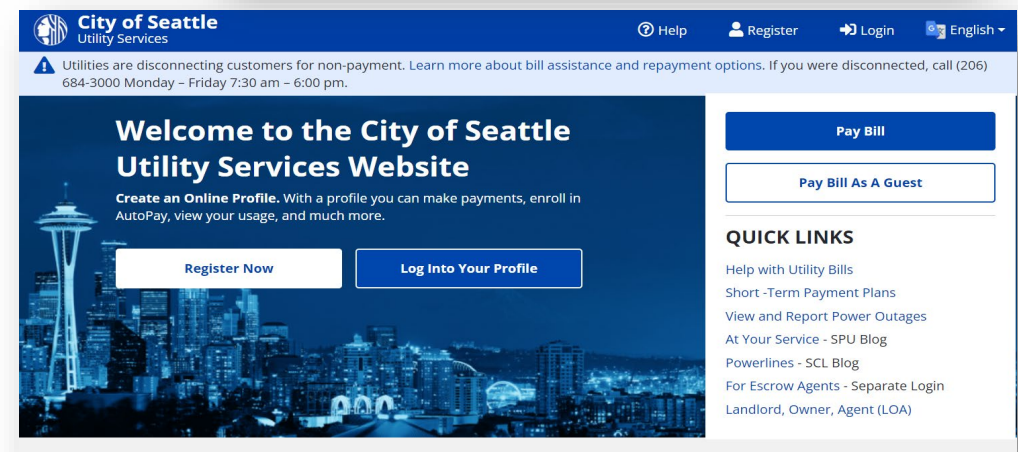 City of Seattle
Utility Services
Help
Register
Login
English
Utilities are disconnecting customers for non-payment. Learn more about bill assistance and repayment options. If you were disconnected, call (206)
684-3000 Monday – Friday 7:30 am – 6:00 pm.
Welcome to the City of Seattle
Utility Services Website
Create an Online Profile. With a profile you can make payments, enroll in
AutoPay, view your usage, and much
more.
Register Now
Log Into Your Profile
Pay Bill
Pay Bill As A Guest
QUICK LINKS
Help with Utility Bills
Short -Term Payment Plans
View and Report Power Outages
At Your Service - SPU Blog
Powerlines - SCL Blog
For Escrow Agents - Separate Login
Landlord, Owner, Agent (LOA)